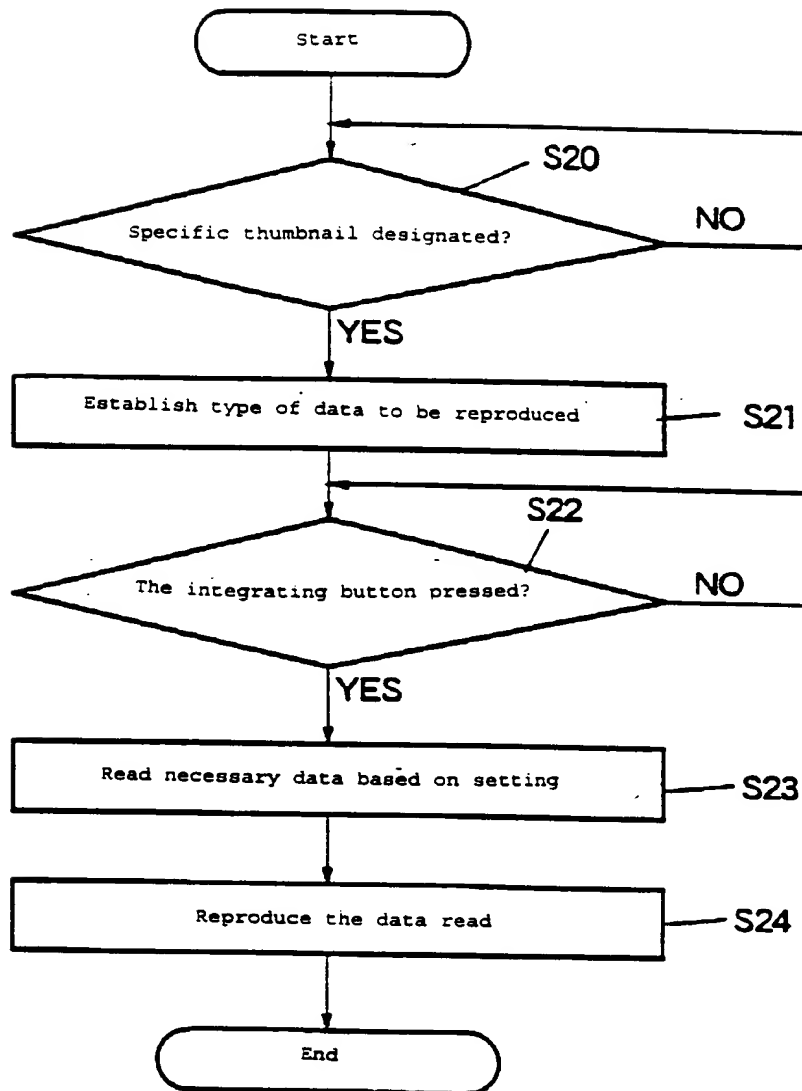 Start
S20
Specific thumbnail designated?
NO
YES
Establish type of data to be reproduced
S21
S22
The integrating button pressed?
NO
YES
Read necessary data based on setting
S23
Reproduce the data read
S24
End